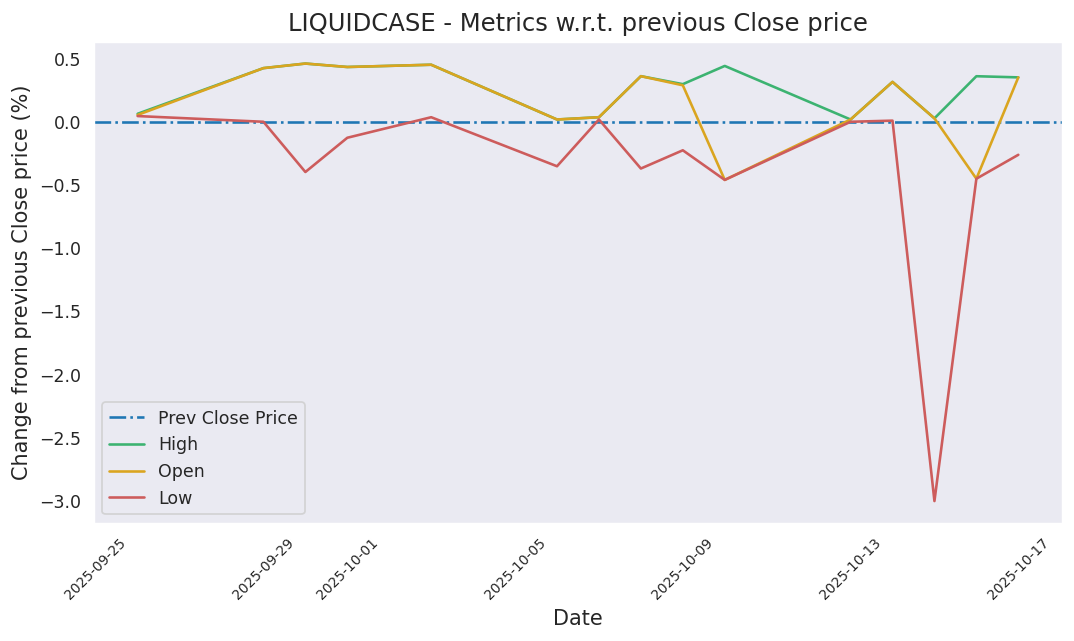 LIQUIDCASE - Metrics w.r.t. previous Close price
Change from previous Close price (%)
0.5
0.0
−0.5
−1.0
−1.5
−2.0
−2.5
−3.0
Prev Close Price
High
Open
Low
2025-09-25
2025-09-29
2025-10-01
2025-10-05
2025-10-09
2025-10-13
2025-10-17
Date